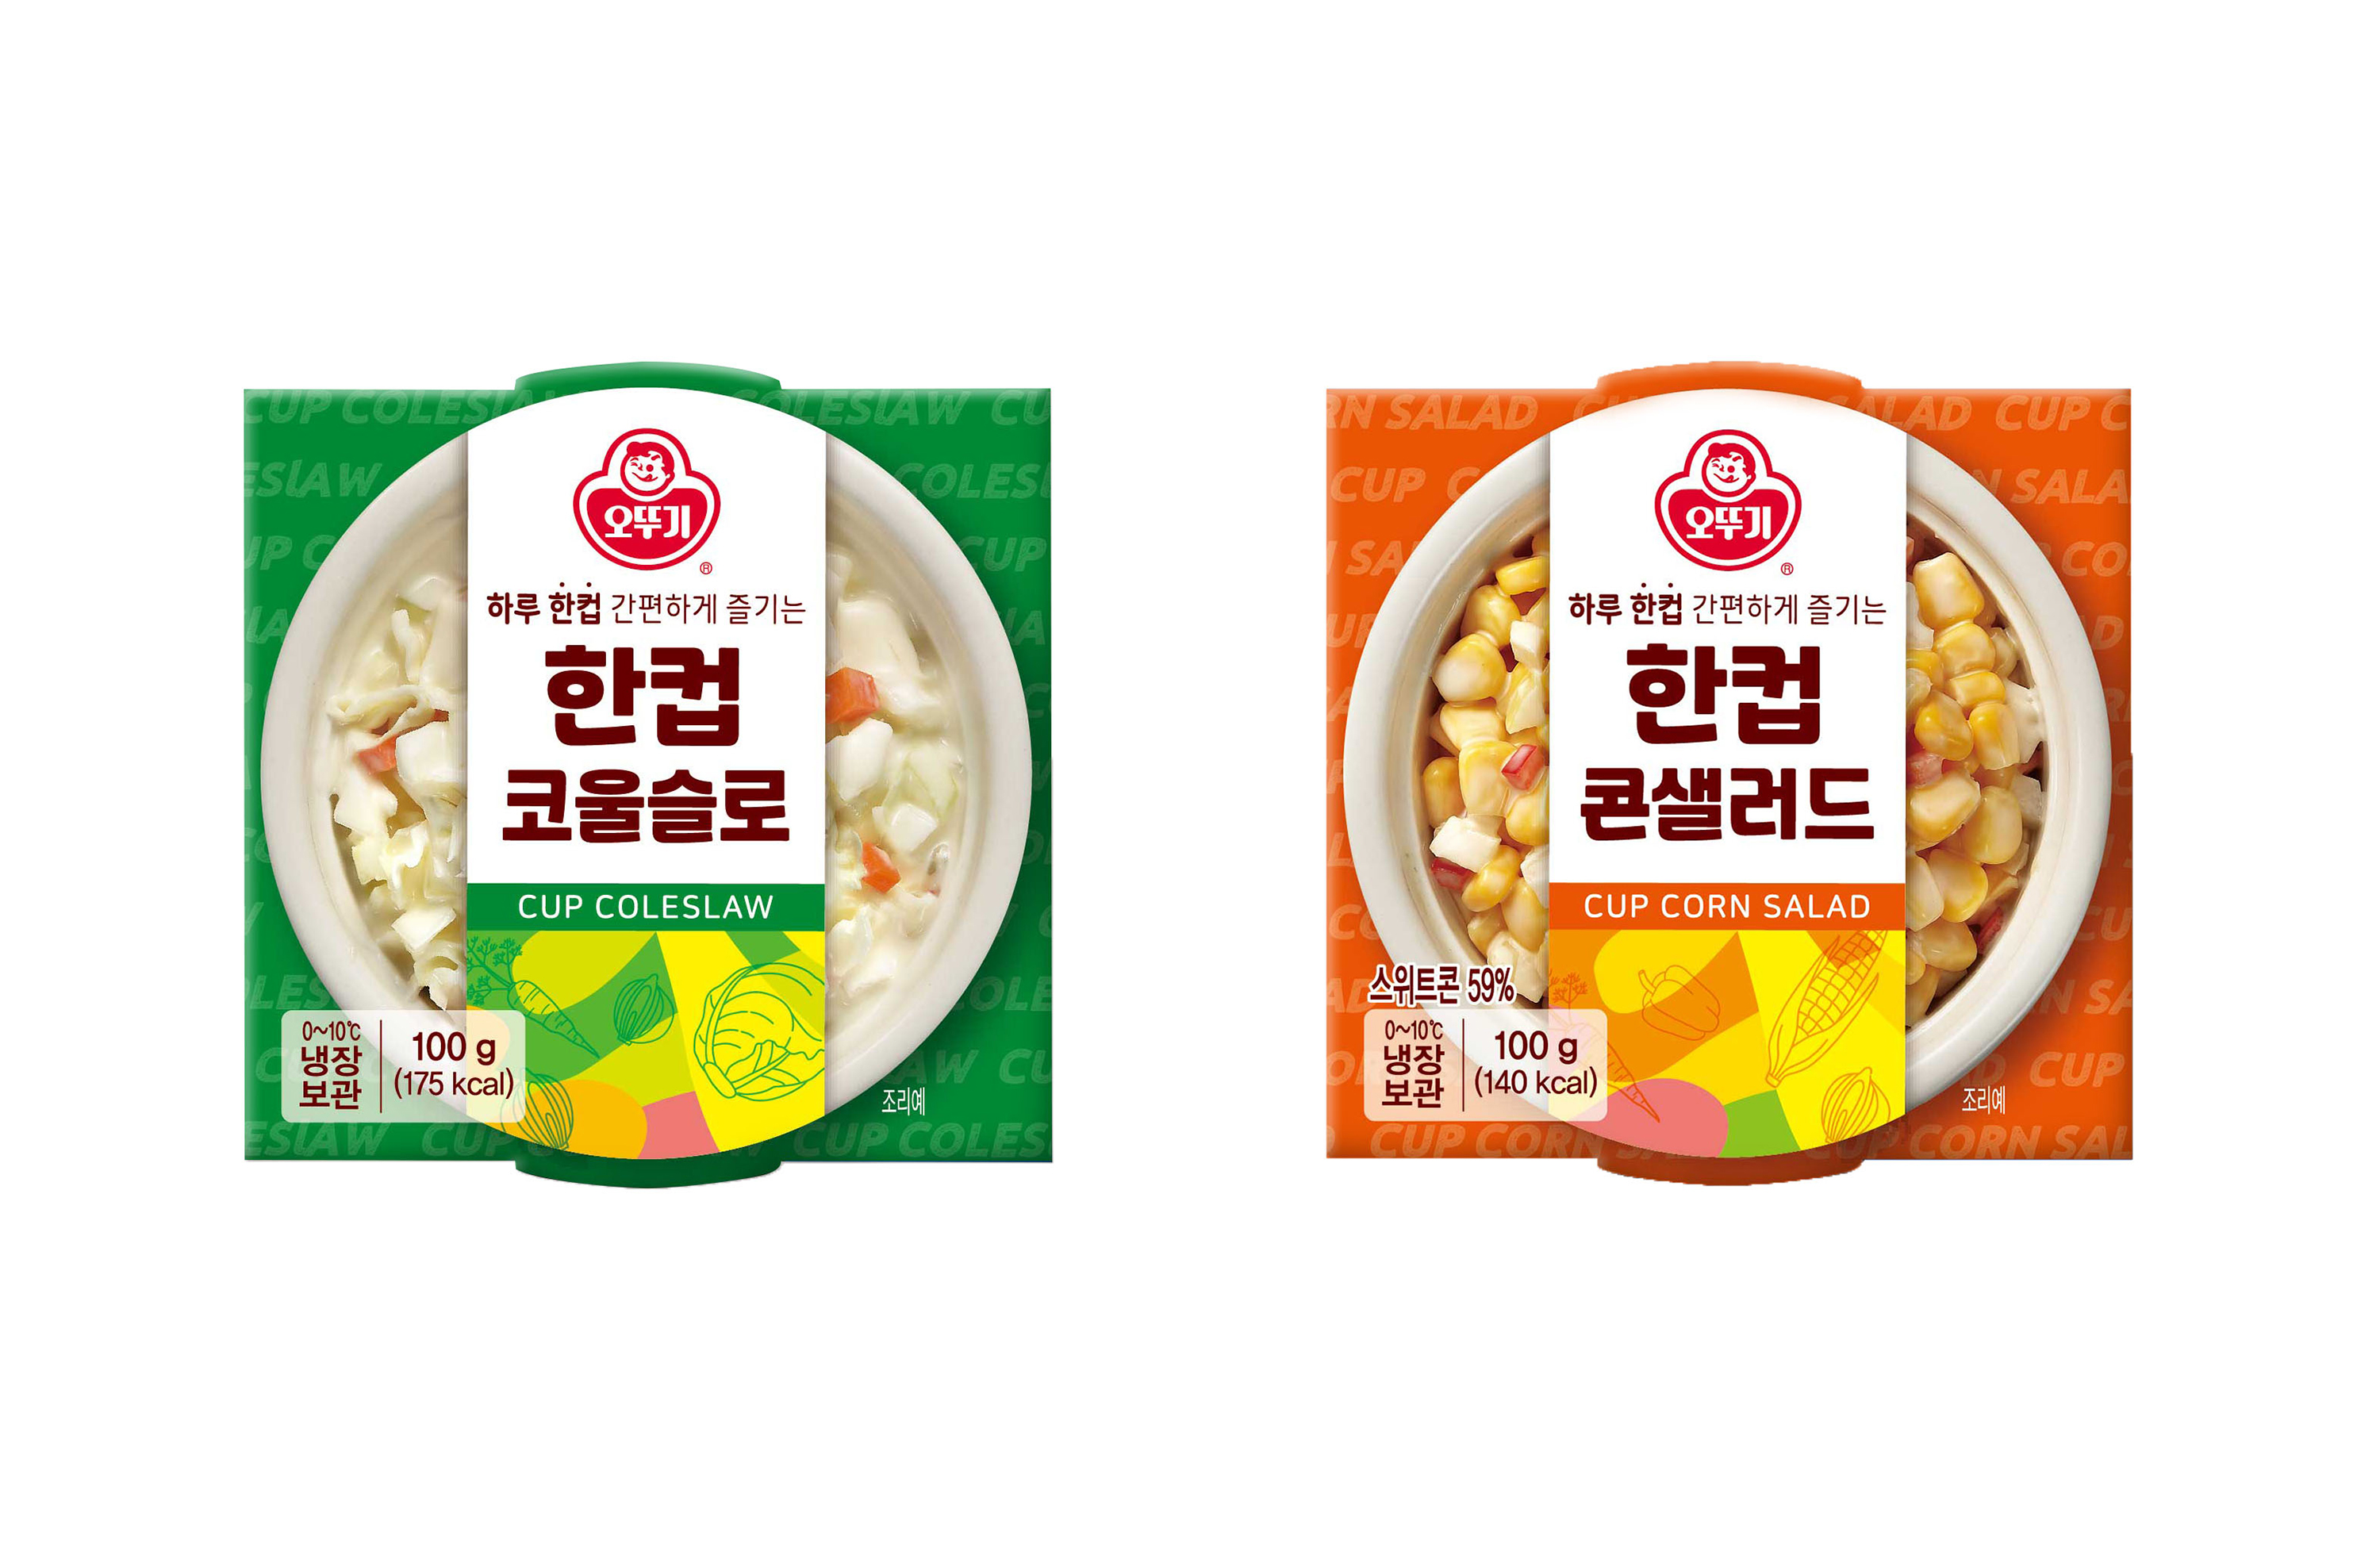 오뚜기
®
하루 한컵 간편하게 즐기는
한컵
코울슬로
CUP COLESLAW
0~10℃
냉장
보관
100 g
(175 kcal)
조리예
오뚜기
®
하루 한컵 간편하게 즐기는
한컵
콘샐러드
CUP CORN SALAD
스위트콘 59%
0~10℃
냉장
보관
100 g
(140 kcal)
조리예